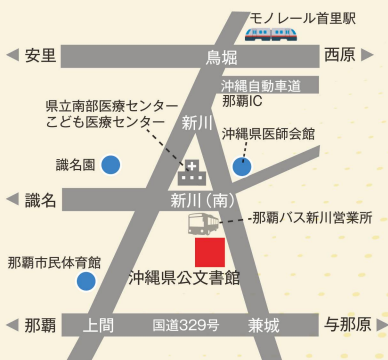 モノレール首里駅
安里
鳥堀
西原
沖縄自動車道
那覇IC
県立南部医療センター
こども医療センター
新川
沖縄県医師会館
識名園
識名
新川(南)
那覇バス新川営業所
那覇市民体育館
沖縄県公文書館
那覇
上間
国道329号
兼城
与那原